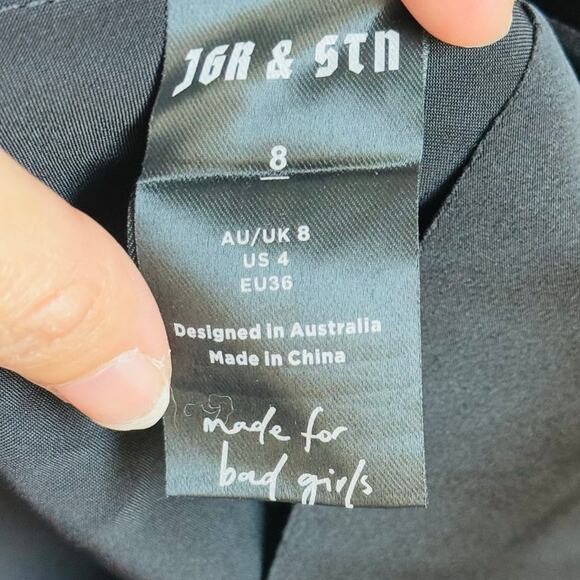 JGR & STN
8
AU/UK 8
US 4
EU36
Designed in Australia
Made in China
made for
bad girls